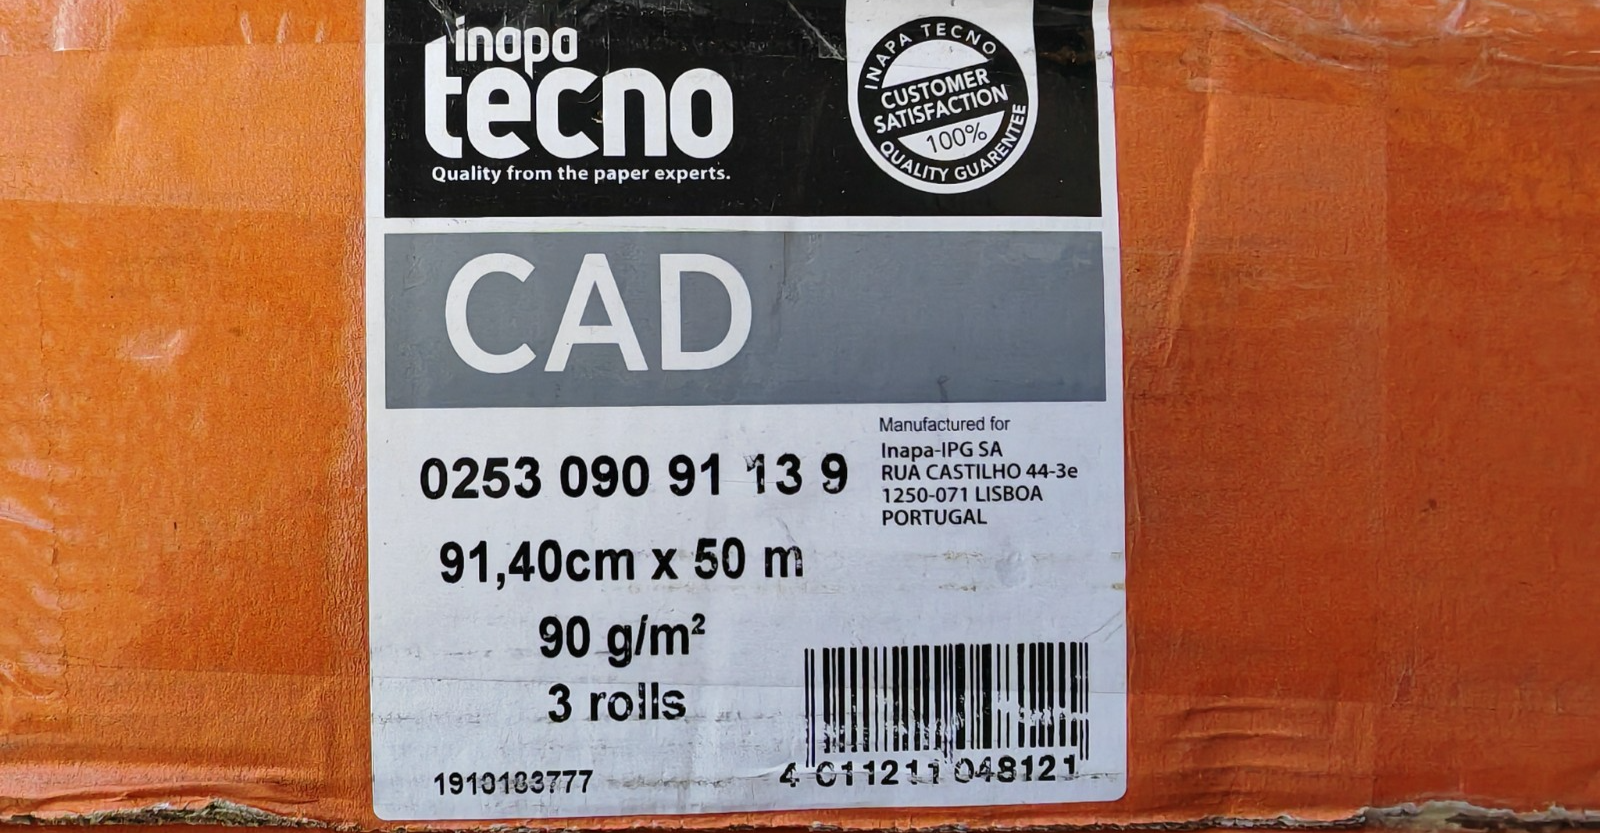 inapa
tecno
Quality from the paper experts.
INAPA TECNO
CUSTOMER
SATISFACTION
100%
QUALITY GUARENTEE
CAD
Manufactured for
Inapa-IPG SA
RUA CASTILHO 44-3e
1250-071 LISBOA
PORTUGAL
0253 090 91 13 9
91,40cm x 50 m
90 g/m²
3 rolls
1910183777
4 011211 048121